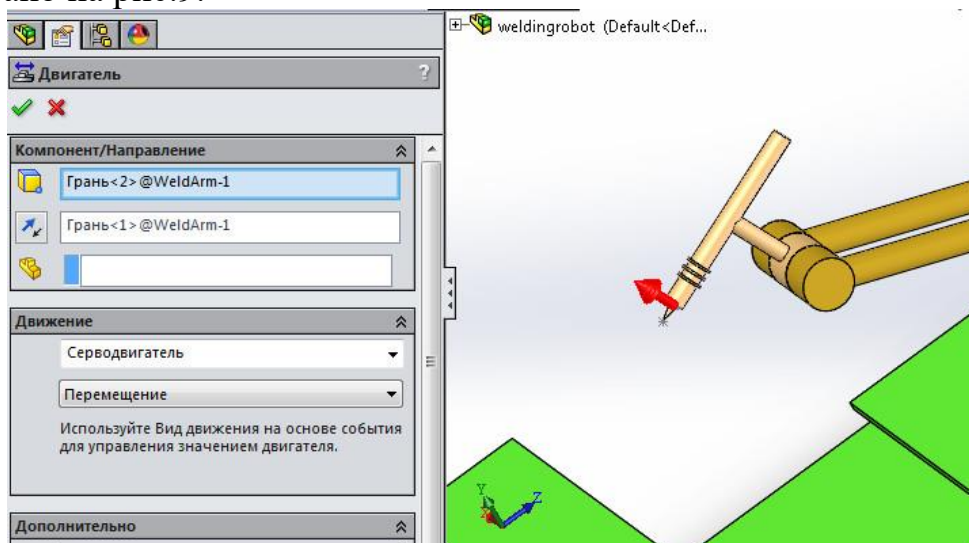 weldingrobot (Default<Def...
Двигатель
?
Компонент/Направление
Грань<2>@WeldArm-1
Грань<1>@WeldArm-1
Движение
Серводвигатель
Перемещение
Используйте Вид движения на основе события
для управления значением двигателя.
Дополнительно
Y
Z